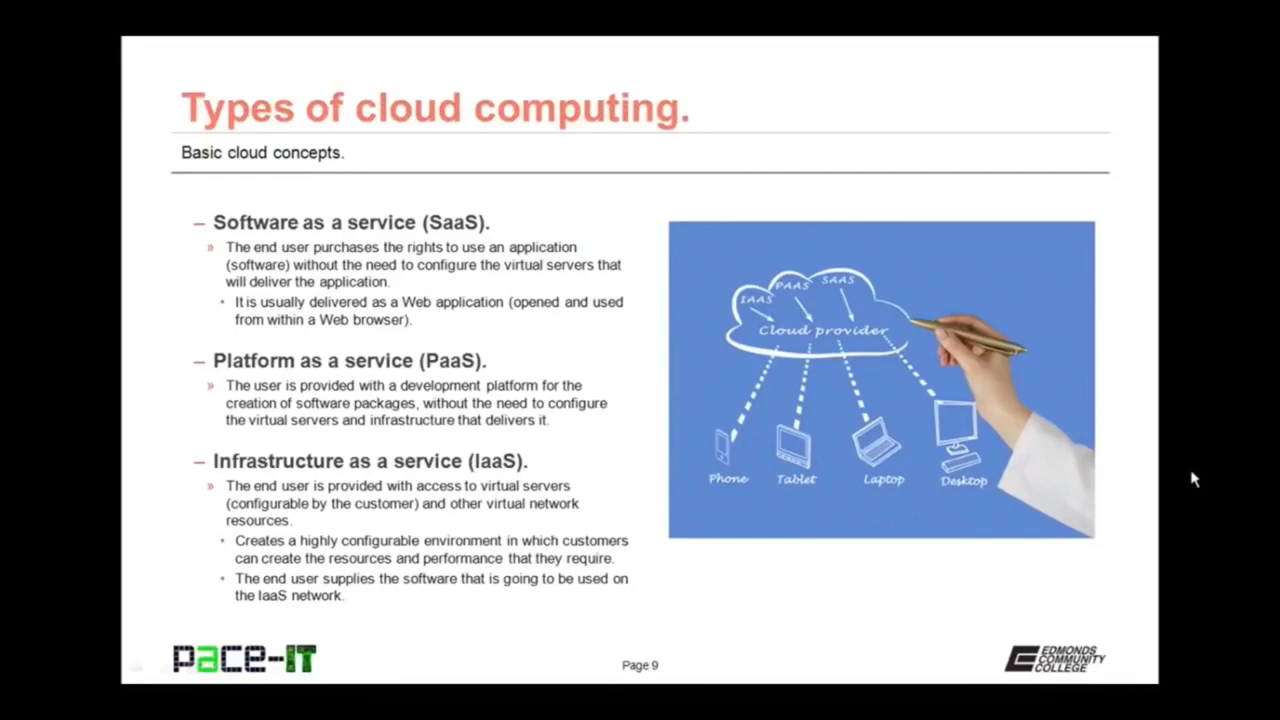 Types of cloud computing.
Basic cloud concepts.
– Software as a service (SaaS).
» The end user purchases the rights to use an application
(software) without the need to configure the virtual servers that
will deliver the application.
• It is usually delivered as a Web application (opened and used
from within a Web browser).
– Platform as a service (PaaS).
» The user is provided with a development platform for the
creation of software packages, without the need to configure
the virtual servers and infrastructure that delivers it.
– Infrastructure as a service (IaaS).
» The end user is provided with access to virtual servers
(configurable by the customer) and other virtual network
resources.
• Creates a highly configurable environment in which customers
can create the resources and performance that they require.
• The end user supplies the software that is going to be used on
the IaaS network.
IAAS PAAS SAAS
Cloud provider
Phone Tablet Laptop Desktop
pace-IT
Page 9
EDMONDS
COMMUNITY
COLLEGE